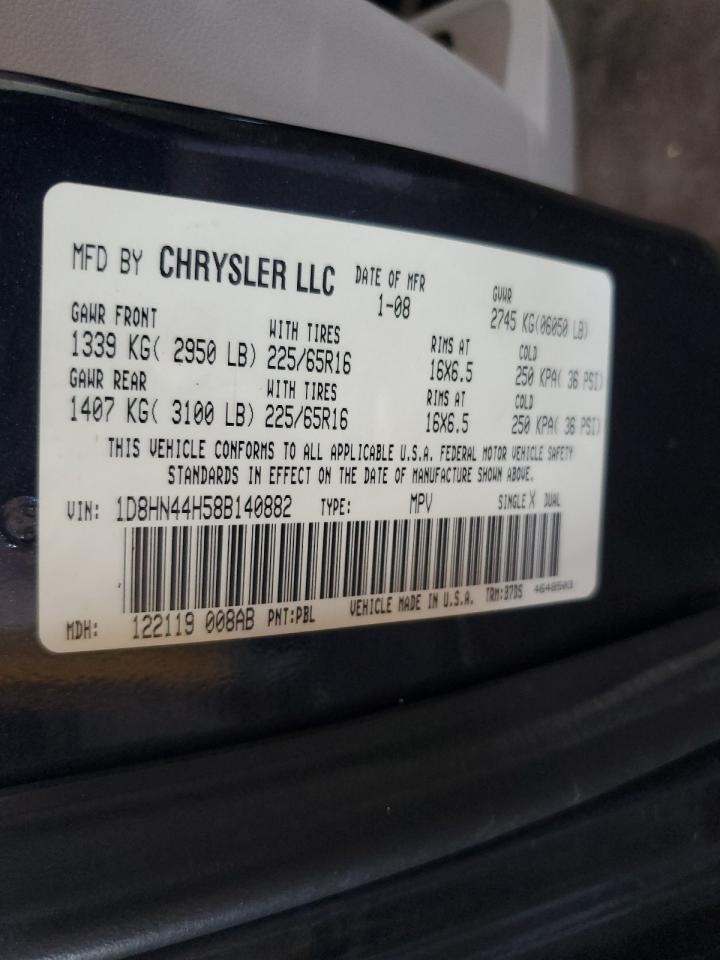 MFD BY CHRYSLER LLC DATE OF MFR 1-08 GVWR 2745 KG(06050 LB)
GAWR FRONT WITH TIRES RIMS AT COLD
1339 KG( 2950 LB) 225/65R16 16X6.5 250 KPA( 36 PSI)
GAWR REAR WITH TIRES RIMS AT COLD
1407 KG( 3100 LB) 225/65R16 16X6.5 250 KPA( 36 PSI)
THIS VEHICLE CONFORMS TO ALL APPLICABLE U.S.A. FEDERAL MOTOR VEHICLE SAFETY
STANDARDS IN EFFECT ON THE DATE OF MANUFACTURE SHOWN ABOVE.
VIN: 1D8HN44H58B140882 TYPE: MPV SINGLE X DUAL
MDH: 122119 008AB PNT:PBL VEHICLE MADE IN U.S.A. TRM:B7DS 4648503